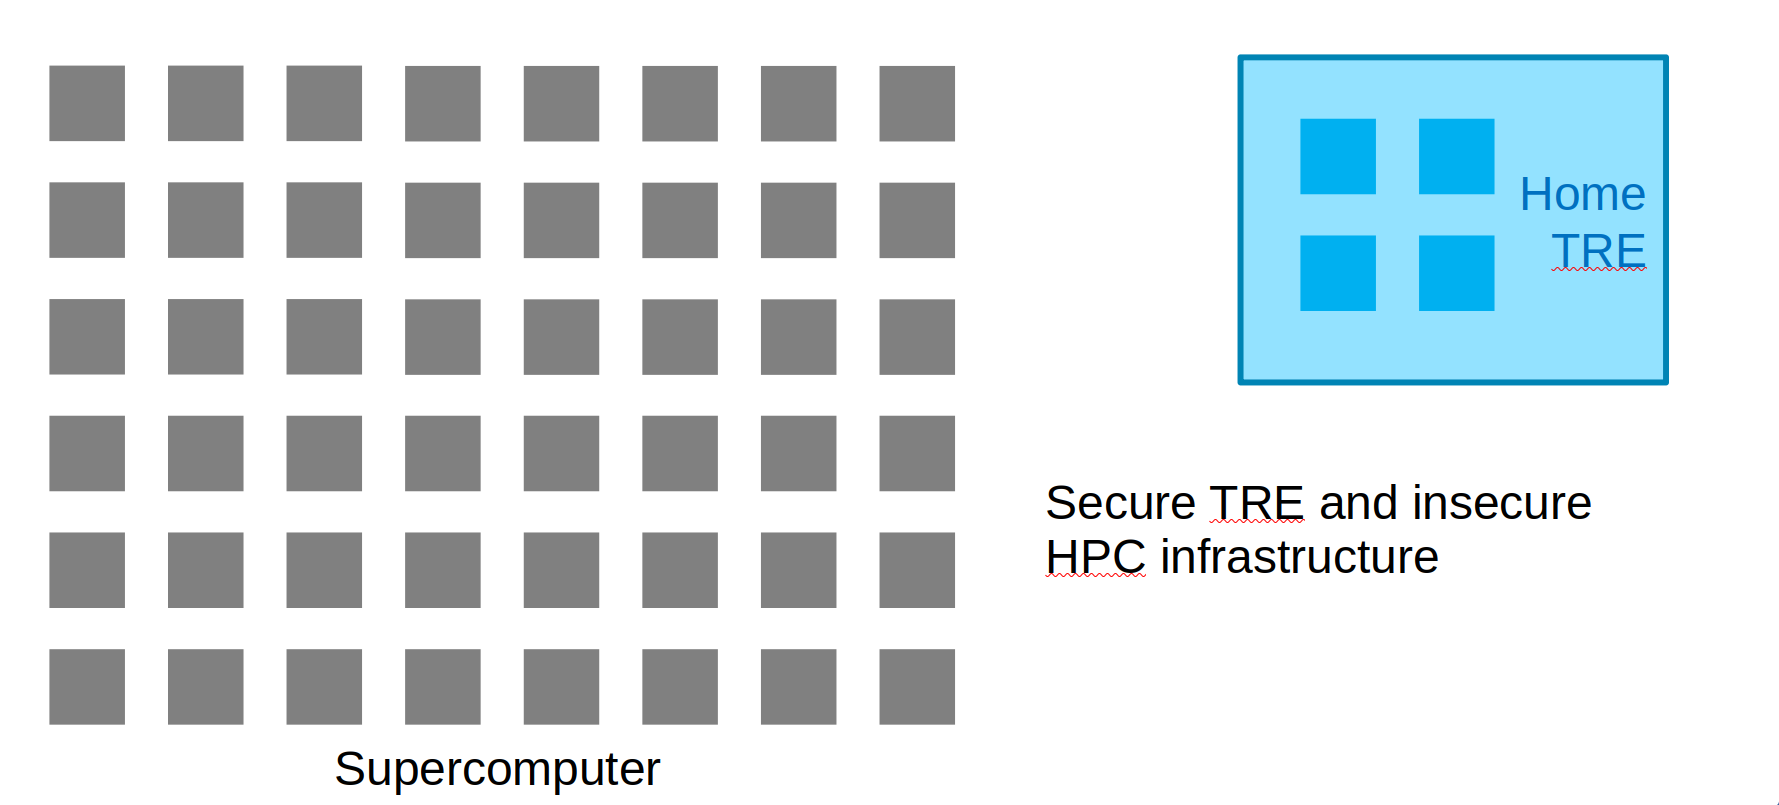 Home
TRE
Secure TRE and insecure
HPC infrastructure
Supercomputer